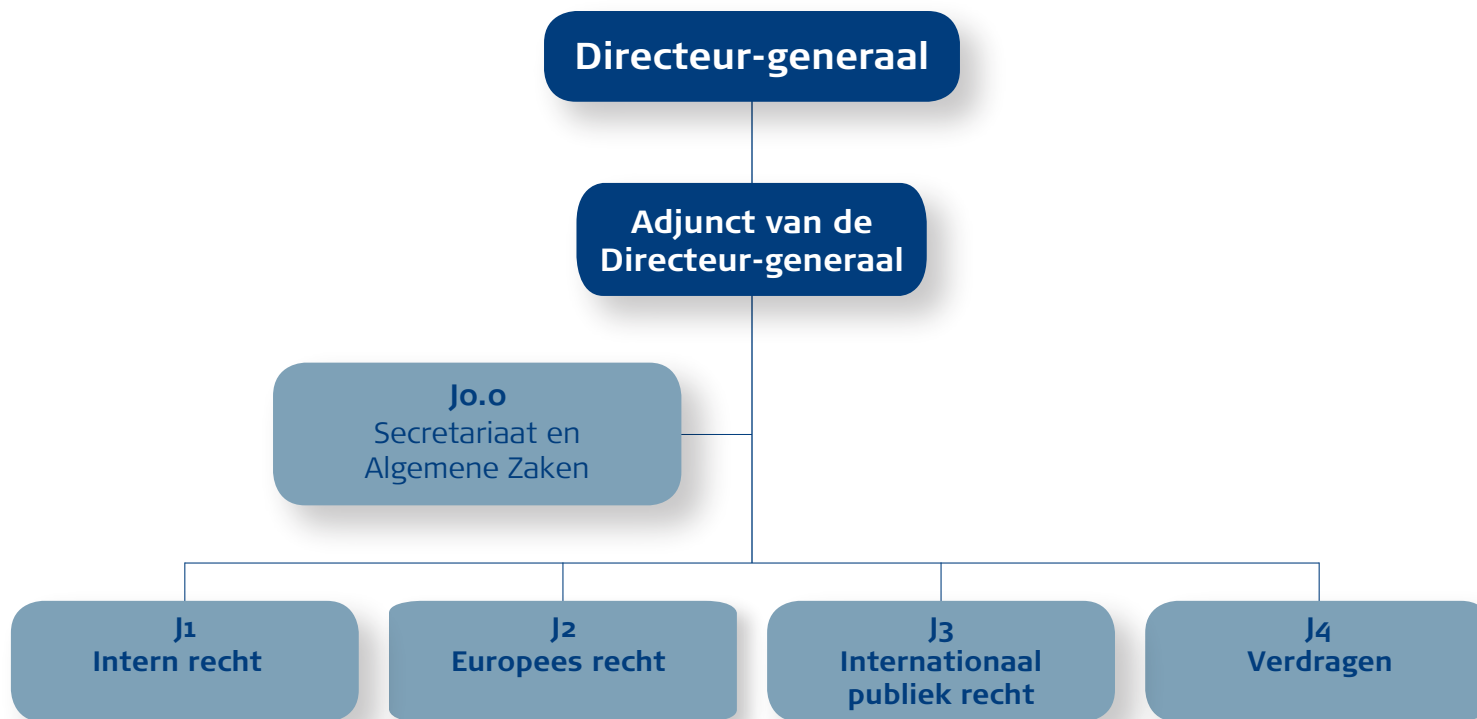 Directeur-generaal
Adjunct van de
Directeur-generaal
J0.0
Secretariaat en
Algemene Zaken
J1
Intern recht
J2
Europees recht
J3
Internationaal
publiek recht
J4
Verdragen